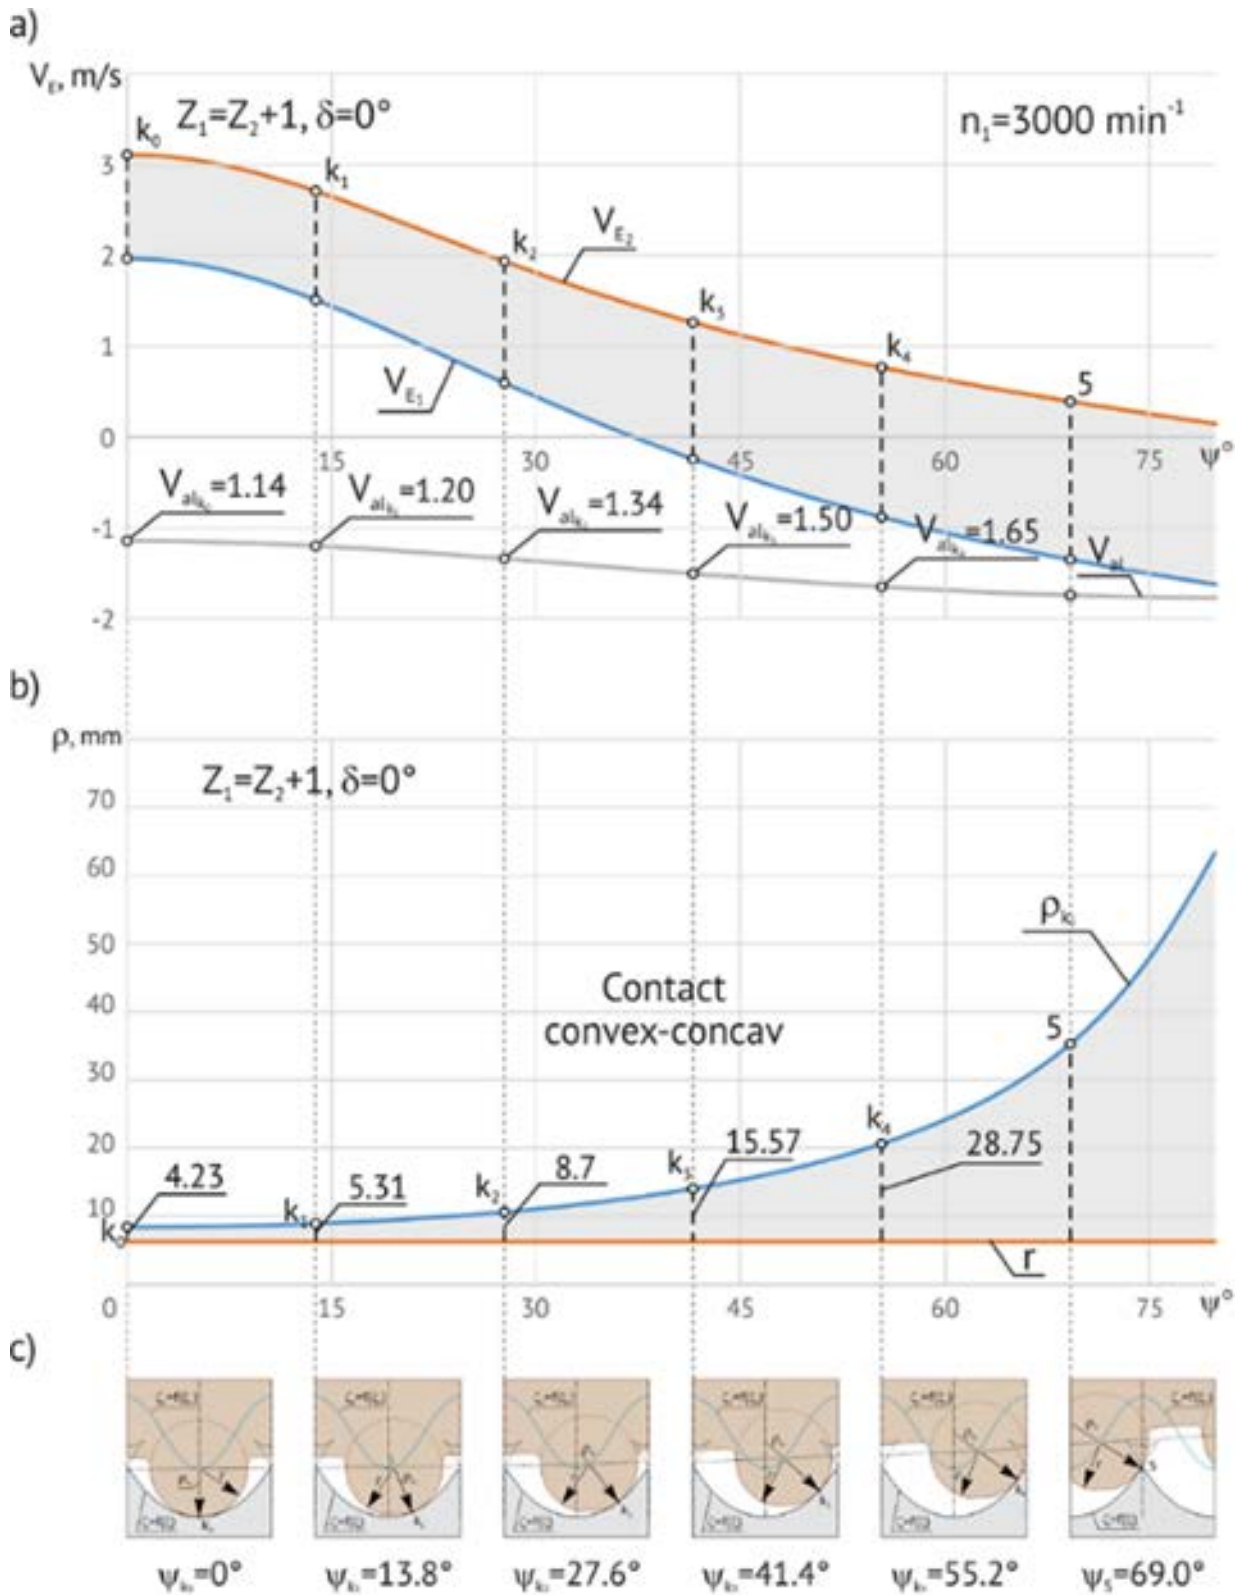 a)
V_E, m/s
Z₁=Z₂+1, δ=0°
n₁=3000 min⁻¹
k₀
k₁
k₂
k₃
k₄
5
V_E₂
V_E₁
3
2
1
0
-1
-2
15
30
45
60
75
ψ°
V_alk₀=1.14
V_alk₁=1.20
V_alk₂=1.34
V_alk₃=1.50
V_alk₄=1.65
V_al
b)
ρ, mm
Z₁=Z₂+1, δ=0°
70
60
50
40
30
20
10
Contact
convex-concav
ρ_k
5
k₄
k₃
k₂
k₁
k₀
4.23
5.31
8.7
15.57
28.75
r
0
15
30
45
60
75
ψ°
c)
ψ_k₀=0°
ψ_k₁=13.8°
ψ_k₂=27.6°
ψ_k₃=41.4°
ψ_k₄=55.2°
ψ₅=69.0°